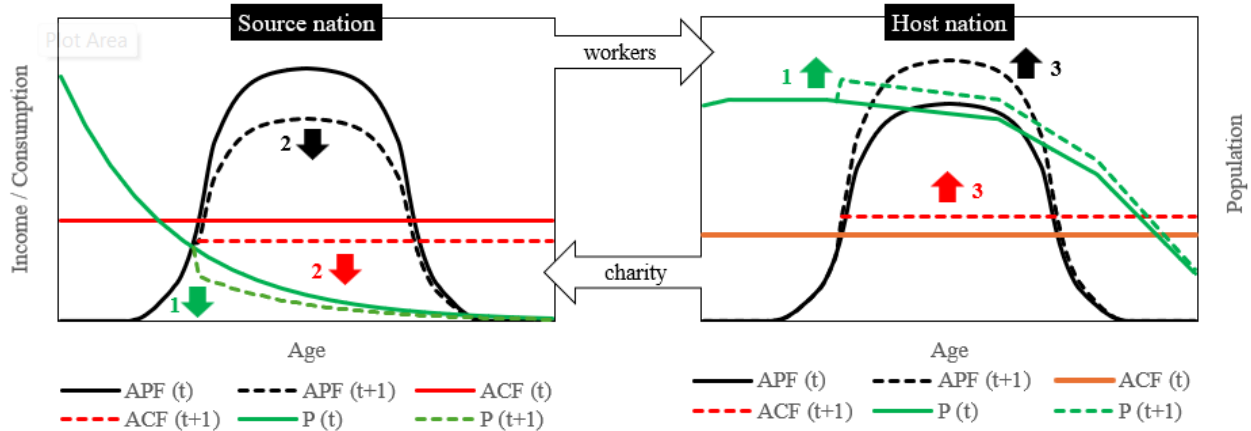 Plot Area
Source nation
Host nation
workers
charity
Income / Consumption
Population
1
2
2
1
3
3
Age
Age
APF (t)
APF (t+1)
ACF (t)
ACF (t+1)
P (t)
P (t+1)
APF (t)
APF (t+1)
ACF (t)
ACF (t+1)
P (t)
P (t+1)